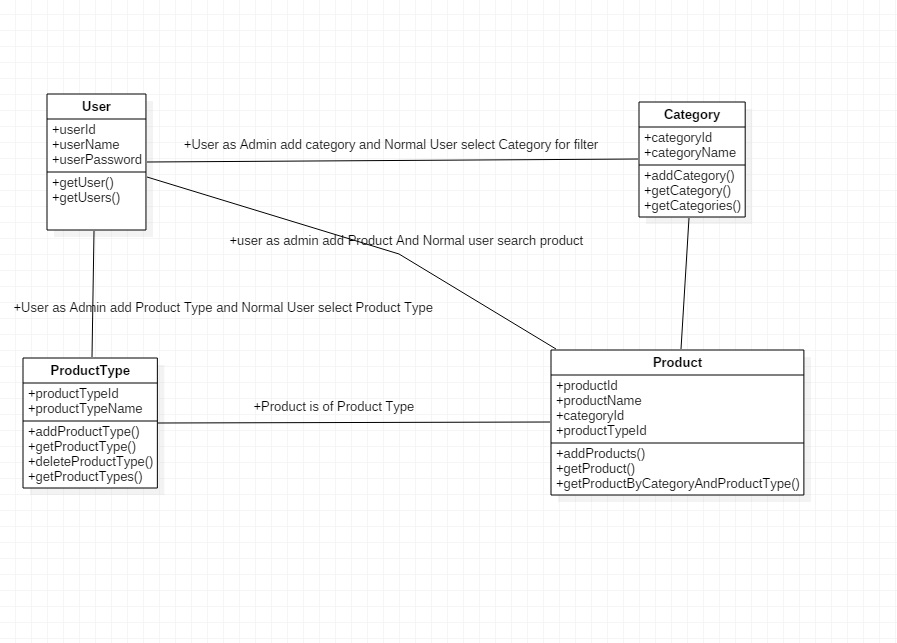 User
+userId
+userName
+userPassword
+getUser()
+getUsers()
+User as Admin add category and Normal User select Category for filter
Category
+categoryId
+categoryName
+addCategory()
+getCategory()
+getCategories()
+user as admin add Product And Normal user search product
+User as Admin add Product Type and Normal User select Product Type
ProductType
+productTypeId
+productTypeName
+addProductType()
+getProductType()
+deleteProductType()
+getProductTypes()
+Product is of Product Type
Product
+productId
+productName
+categoryId
+productTypeId
+addProducts()
+getProduct()
+getProductByCategoryAndProductType()